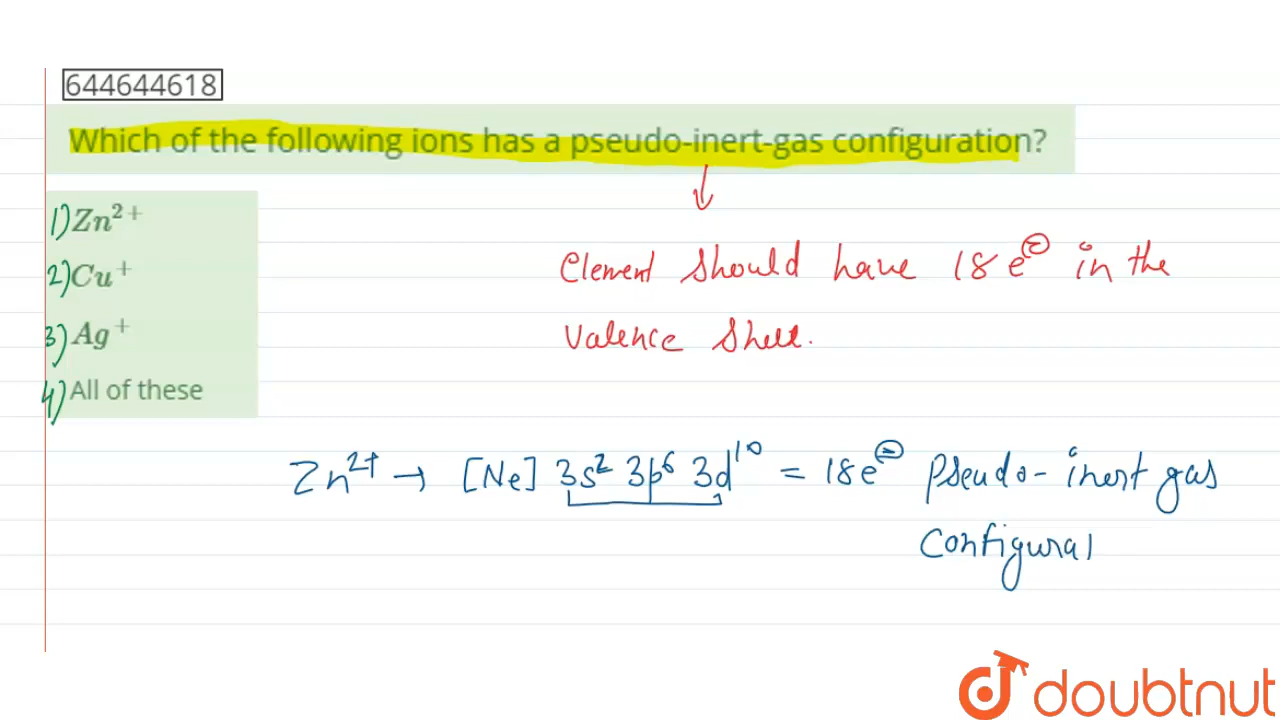 644644618
Which of the following ions has a pseudo-inert-gas configuration?
1) Zn²⁺
2) Cu⁺
3) Ag⁺
4) All of these
Element should have 18e⊖ in the
Valence Shell.
Zn²⁺ → [Ne] 3s² 3p⁶ 3d¹⁰ = 18e⊖ Pseudo-inert gas
Configurat
doubtnut